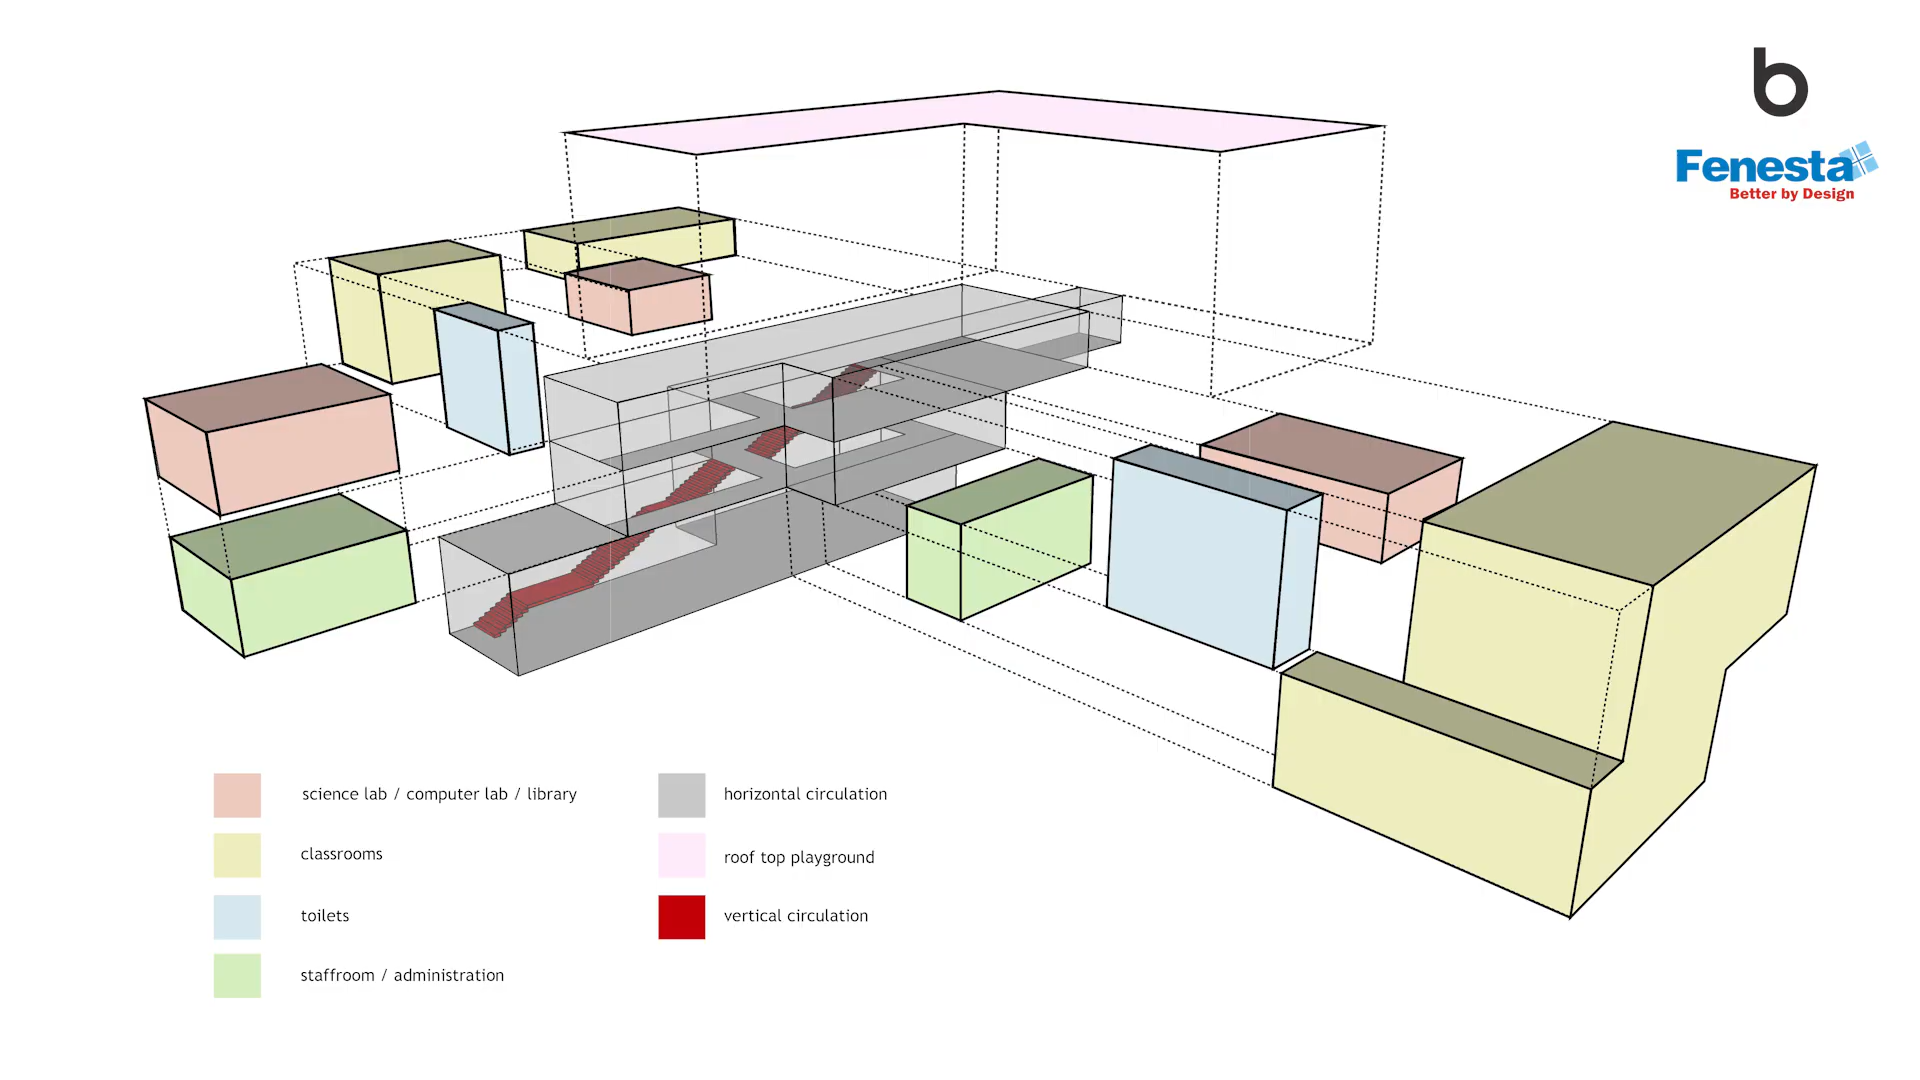 b
Fenesta
Better by Design
science lab / computer lab / library
classrooms
toilets
staffroom / administration
horizontal circulation
roof top playground
vertical circulation